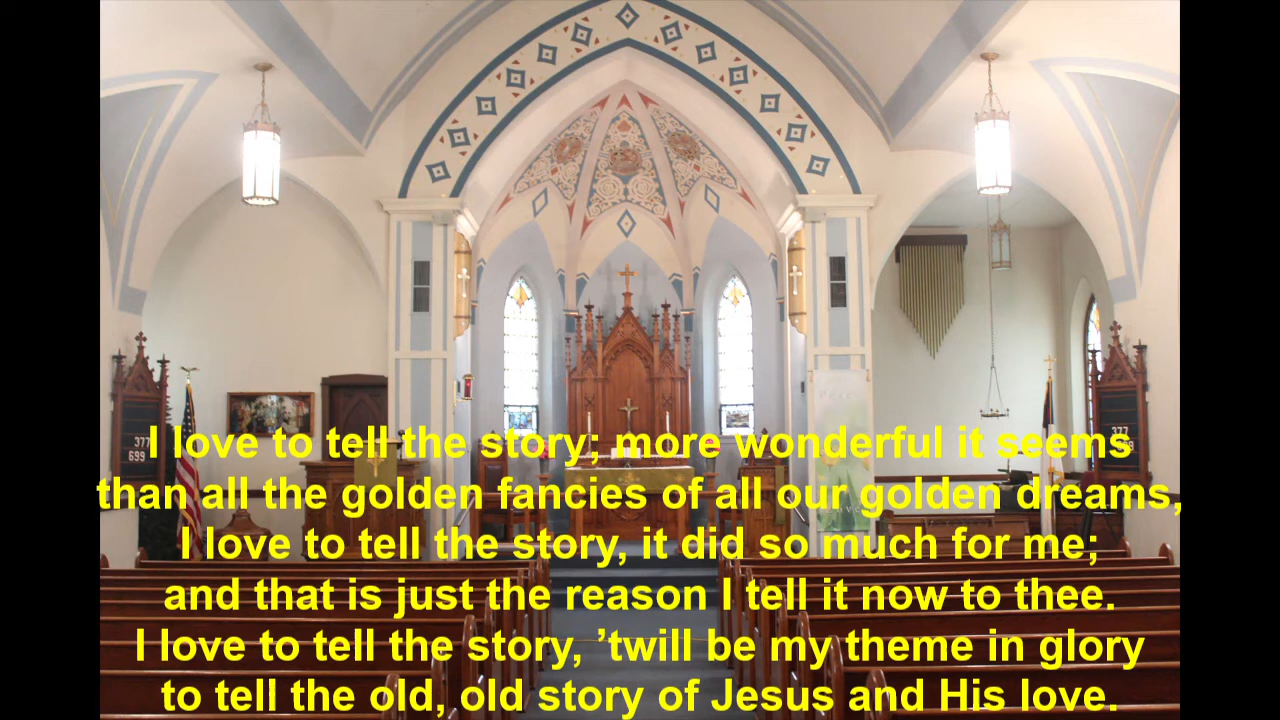 377
699
377
I love to tell the story; more wonderful it seems
than all the golden fancies of all our golden dreams,
I love to tell the story, it did so much for me;
and that is just the reason I tell it now to thee.
I love to tell the story, ’twill be my theme in glory
to tell the old, old story of Jesus and His love.